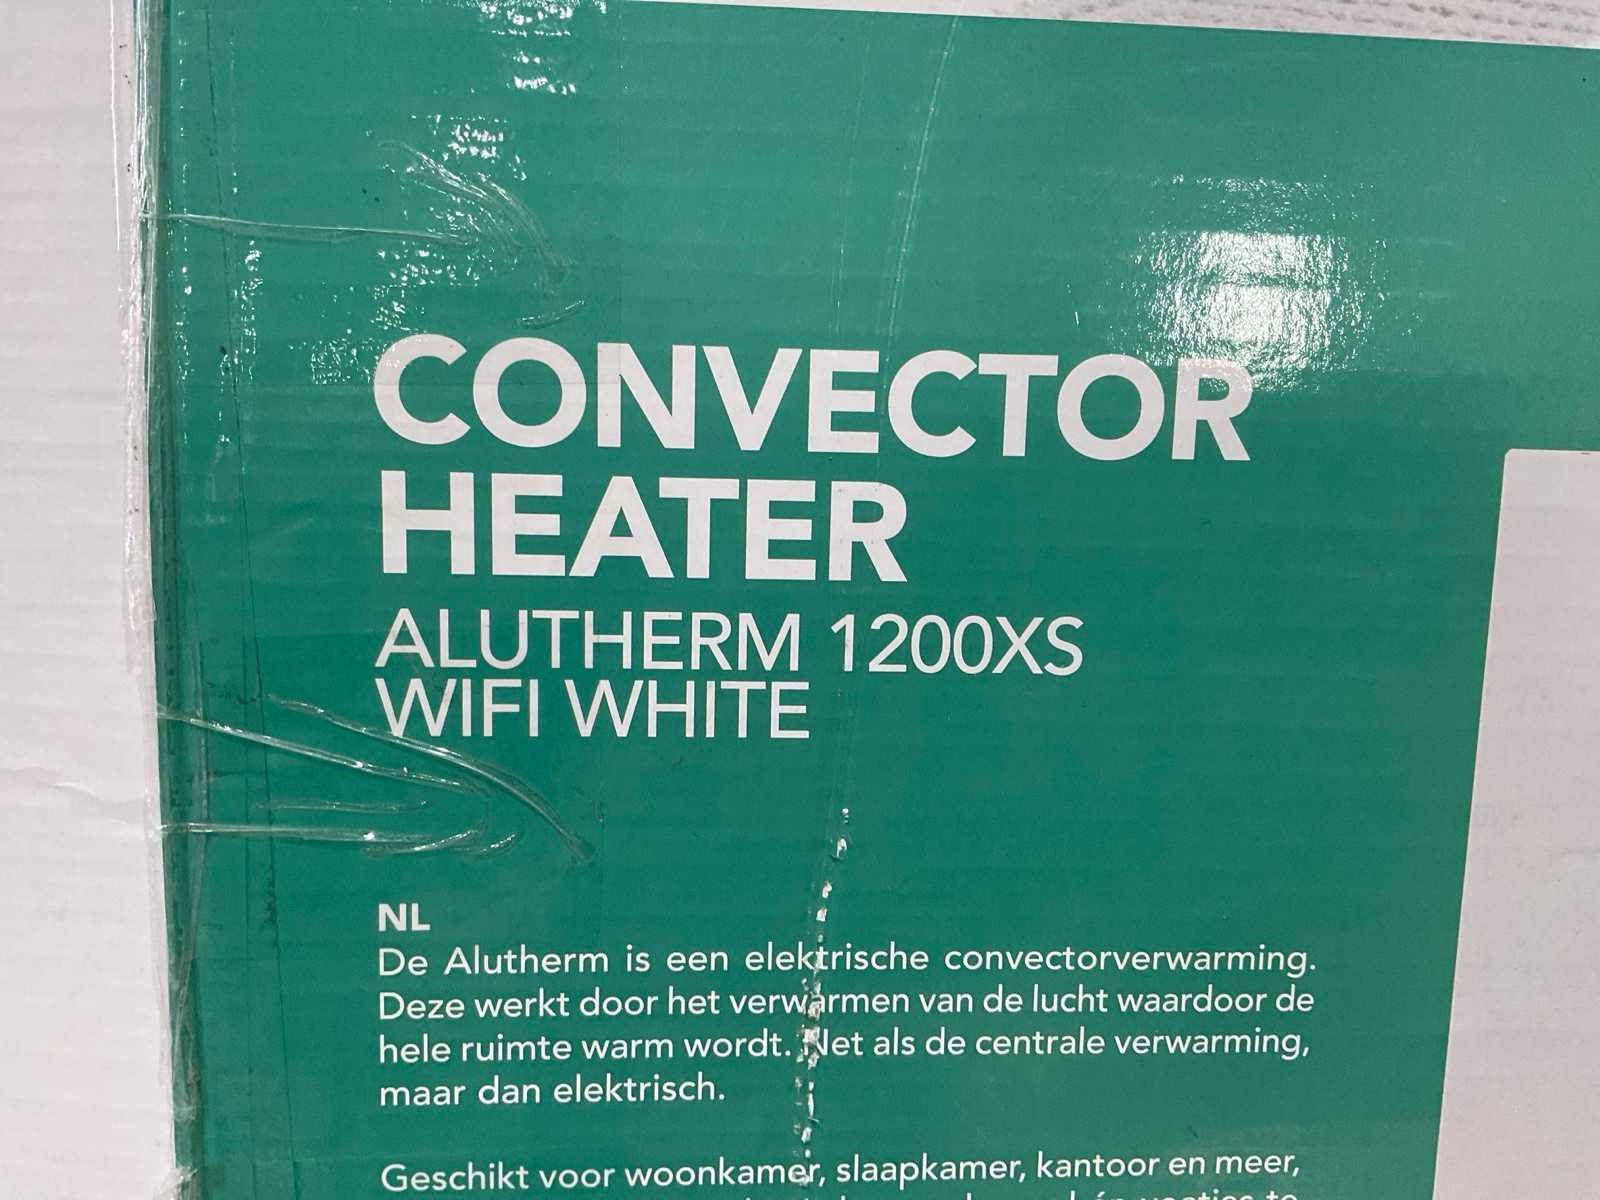 CONVECTOR
HEATER
ALUTHERM 1200XS
WIFI WHITE
NL
De Alutherm is een elektrische convectorverwarming.
Deze werkt door het verwarmen van de lucht waardoor de
hele ruimte warm wordt. Net als de centrale verwarming,
maar dan elektrisch.
Geschikt voor woonkamer, slaapkamer, kantoor en meer,